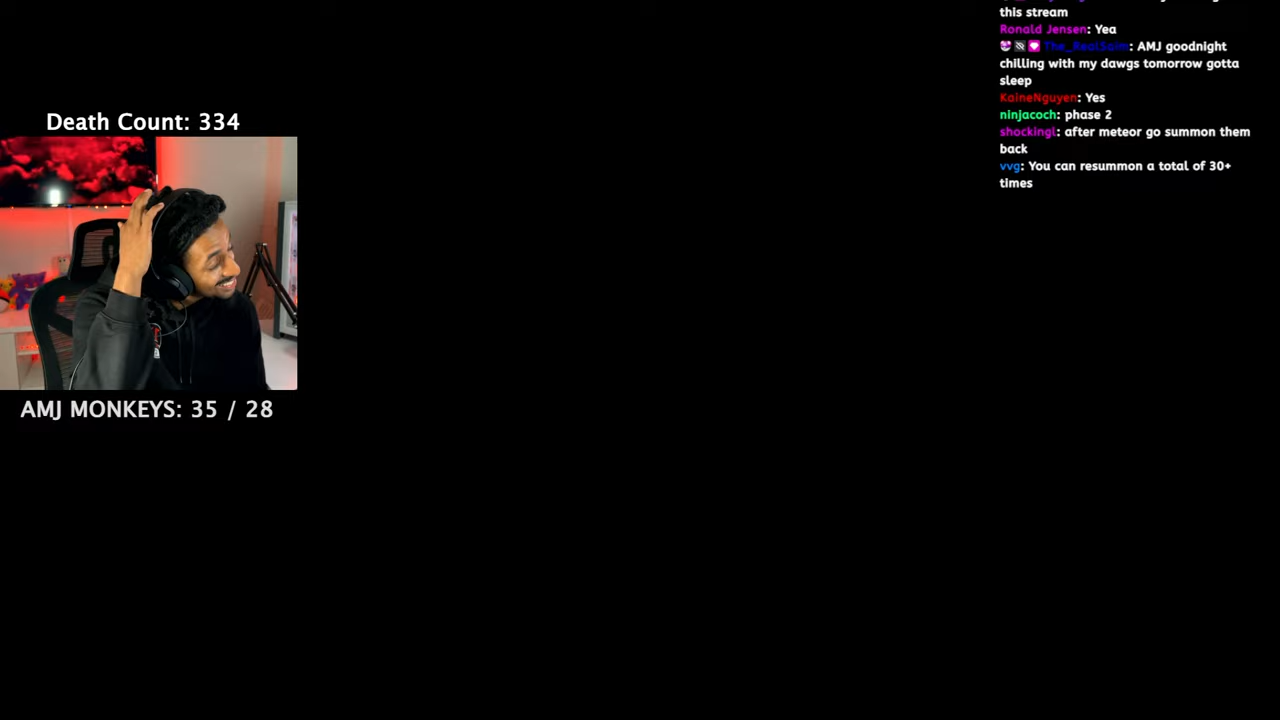 this stream
Ronald Jensen: Yea
The_RealSaim: AMJ goodnight
chilling with my dawgs tomorrow gotta
sleep
KaineNguyen: Yes
ninjacoch: phase 2
shockingl: after meteor go summon them
back
vvg: You can resummon a total of 30+
times
Death Count: 334
AMJ MONKEYS: 35 / 28